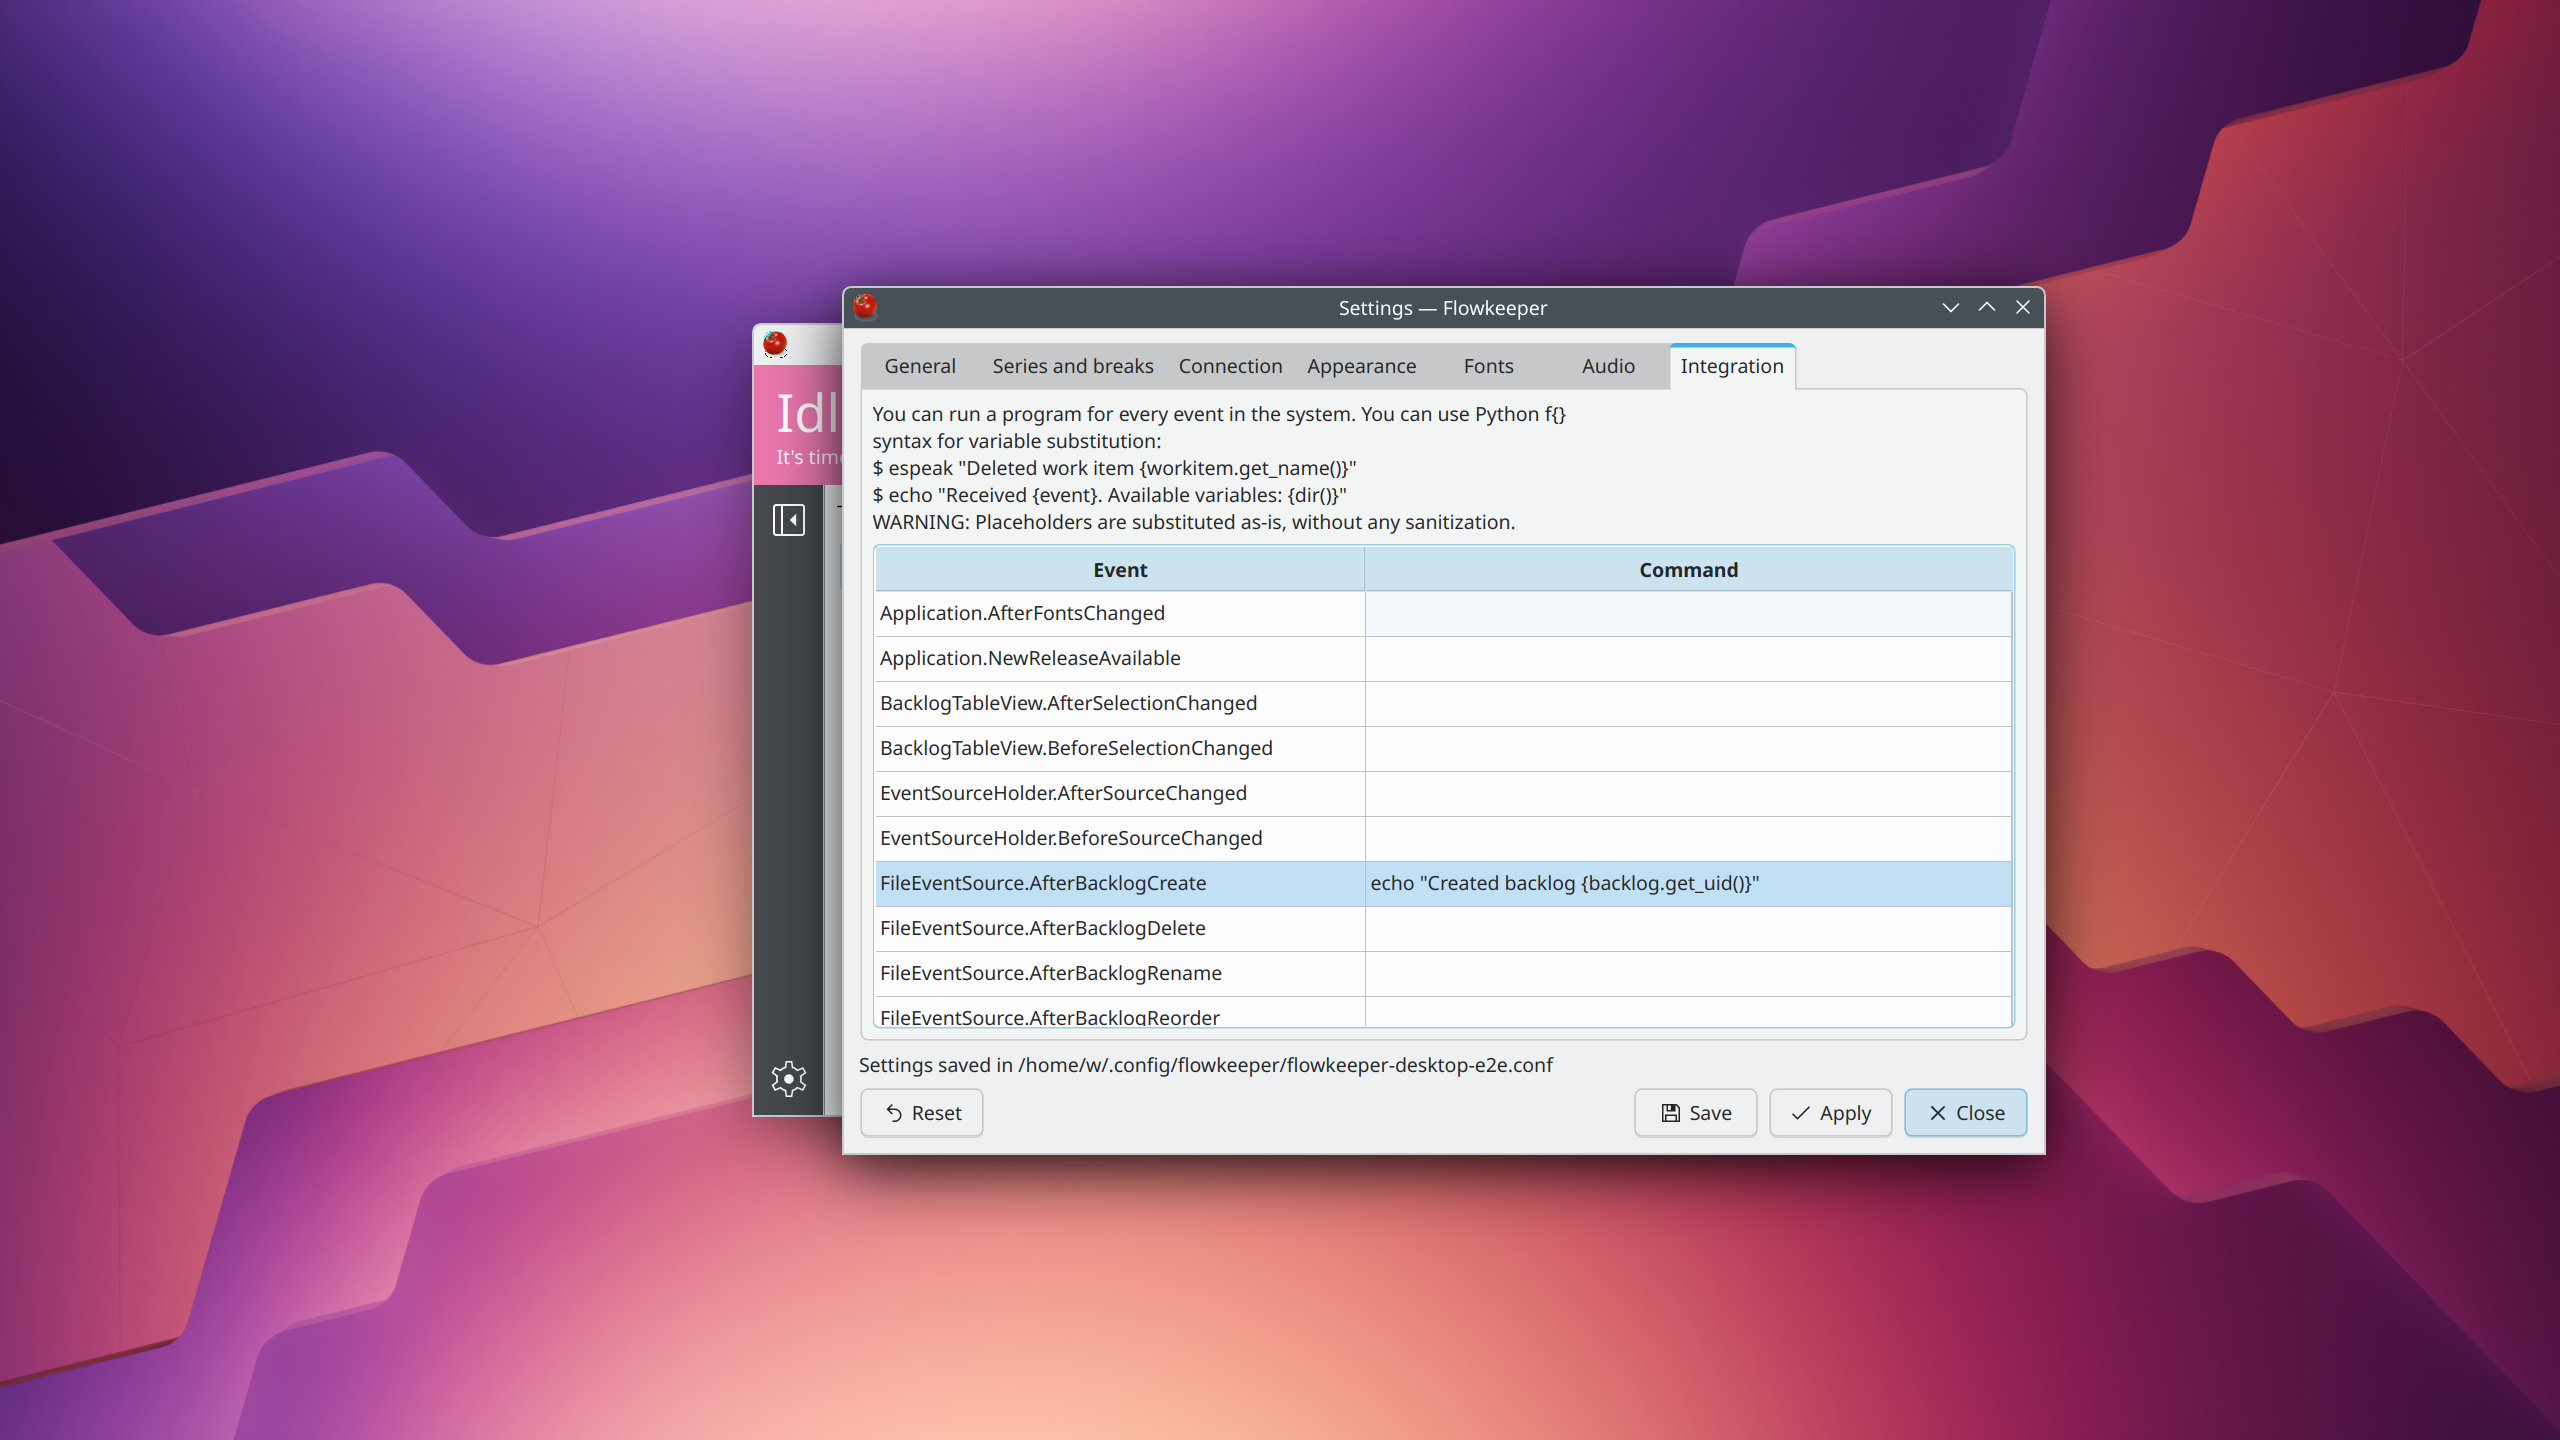 Settings — Flowkeeper
General Series and breaks Connection Appearance Fonts Audio Integration
You can run a program for every event in the system. You can use Python f{}
syntax for variable substitution:
$ espeak "Deleted work item {workitem.get_name()}"
$ echo "Received {event}. Available variables: {dir()}"
WARNING: Placeholders are substituted as-is, without any sanitization.
Event Command
Application.AfterFontsChanged
Application.NewReleaseAvailable
BacklogTableView.AfterSelectionChanged
BacklogTableView.BeforeSelectionChanged
EventSourceHolder.AfterSourceChanged
EventSourceHolder.BeforeSourceChanged
FileEventSource.AfterBacklogCreate echo "Created backlog {backlog.get_uid()}"
FileEventSource.AfterBacklogDelete
FileEventSource.AfterBacklogRename
FileEventSource.AfterBacklogReorder
Settings saved in /home/w/.config/flowkeeper/flowkeeper-desktop-e2e.conf
Reset Save Apply Close
Idl
It's time